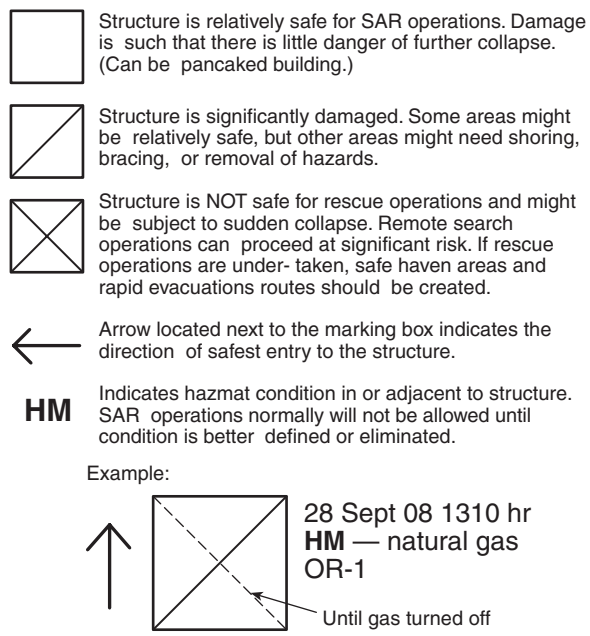 Structure is relatively safe for SAR operations. Damage
is such that there is little danger of further collapse.
(Can be pancaked building.)
Structure is significantly damaged. Some areas might
be relatively safe, but other areas might need shoring,
bracing, or removal of hazards.
Structure is NOT safe for rescue operations and might
be subject to sudden collapse. Remote search
operations can proceed at significant risk. If rescue
operations are under- taken, safe haven areas and
rapid evacuations routes should be created.
Arrow located next to the marking box indicates the
direction of safest entry to the structure.
HM
Indicates hazmat condition in or adjacent to structure.
SAR operations normally will not be allowed until
condition is better defined or eliminated.
Example:
28 Sept 08 1310 hr
HM — natural gas
OR-1
Until gas turned off